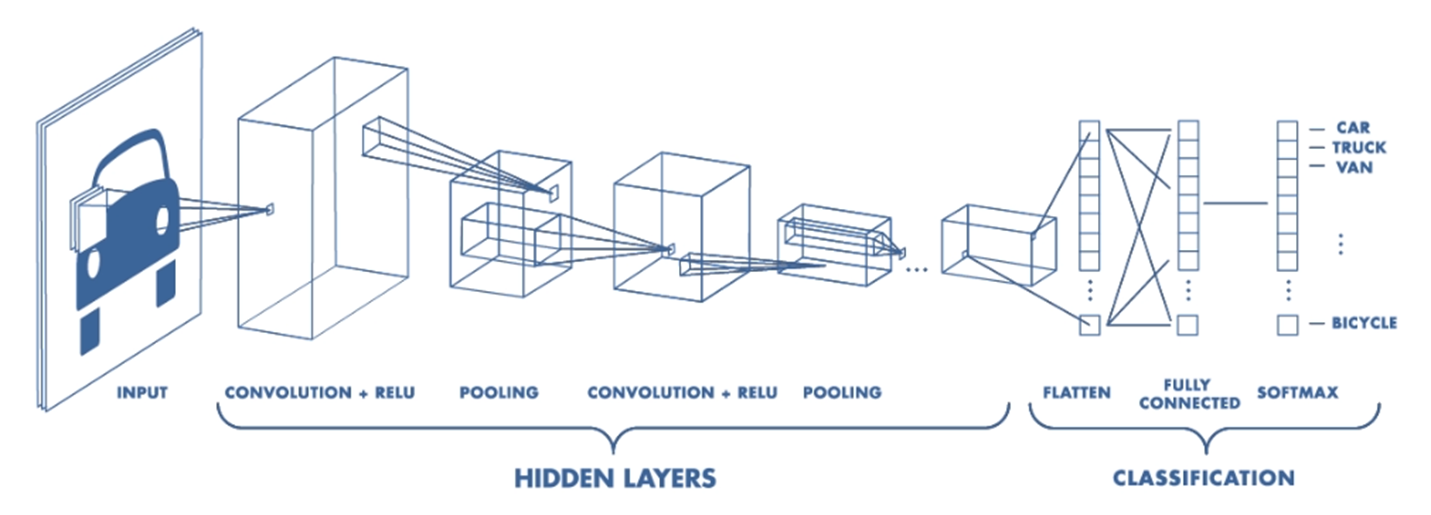 CAR
TRUCK
VAN
BICYCLE
INPUT
CONVOLUTION + RELU
POOLING
CONVOLUTION + RELU
POOLING
FLATTEN
FULLY
CONNECTED
SOFTMAX
HIDDEN LAYERS
CLASSIFICATION